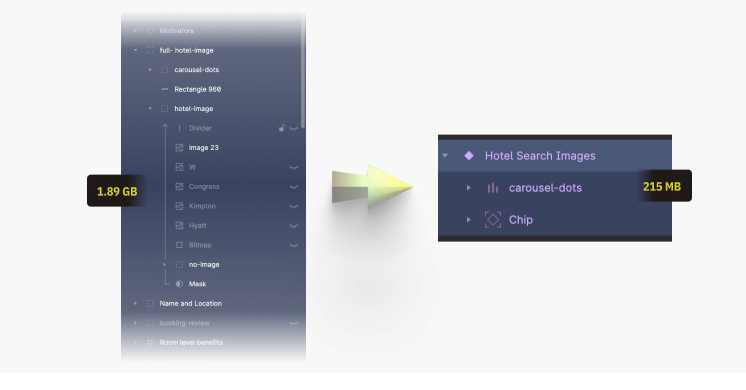 Motivators
full- hotel-image
carousel-dots
Rectangle 960
hotel-image
Divider
image 23
W
Congress
Kimpton
Hyatt
Bitmap
no-image
Mask
Name and Location
booking-review
Room level benefits
1.89 GB
Hotel Search Images
carousel-dots
215 MB
Chip